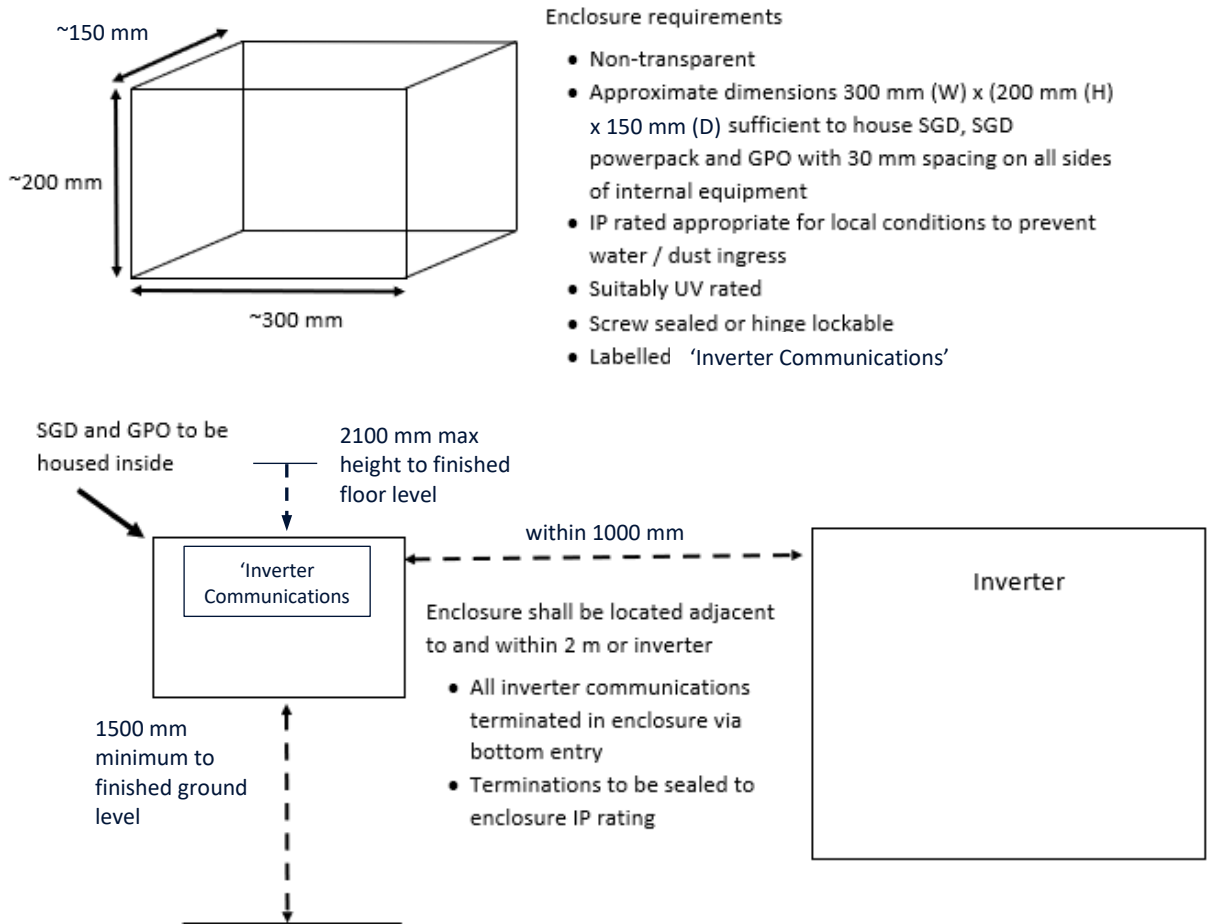 ~150 mm
~200 mm
~300 mm
Enclosure requirements
• Non-transparent
• Approximate dimensions 300 mm (W) x (200 mm (H)
x 150 mm (D) sufficient to house SGD, SGD
powerpack and GPO with 30 mm spacing on all sides
of internal equipment
• IP rated appropriate for local conditions to prevent
water / dust ingress
• Suitably UV rated
• Screw sealed or hinge lockable
• Labelled ‘Inverter Communications’
SGD and GPO to be
housed inside
2100 mm max
height to finished
floor level
‘Inverter
Communications
within 1000 mm
Inverter
Enclosure shall be located adjacent
to and within 2 m or inverter
• All inverter communications
terminated in enclosure via
bottom entry
• Terminations to be sealed to
enclosure IP rating
1500 mm
minimum to
finished ground
level